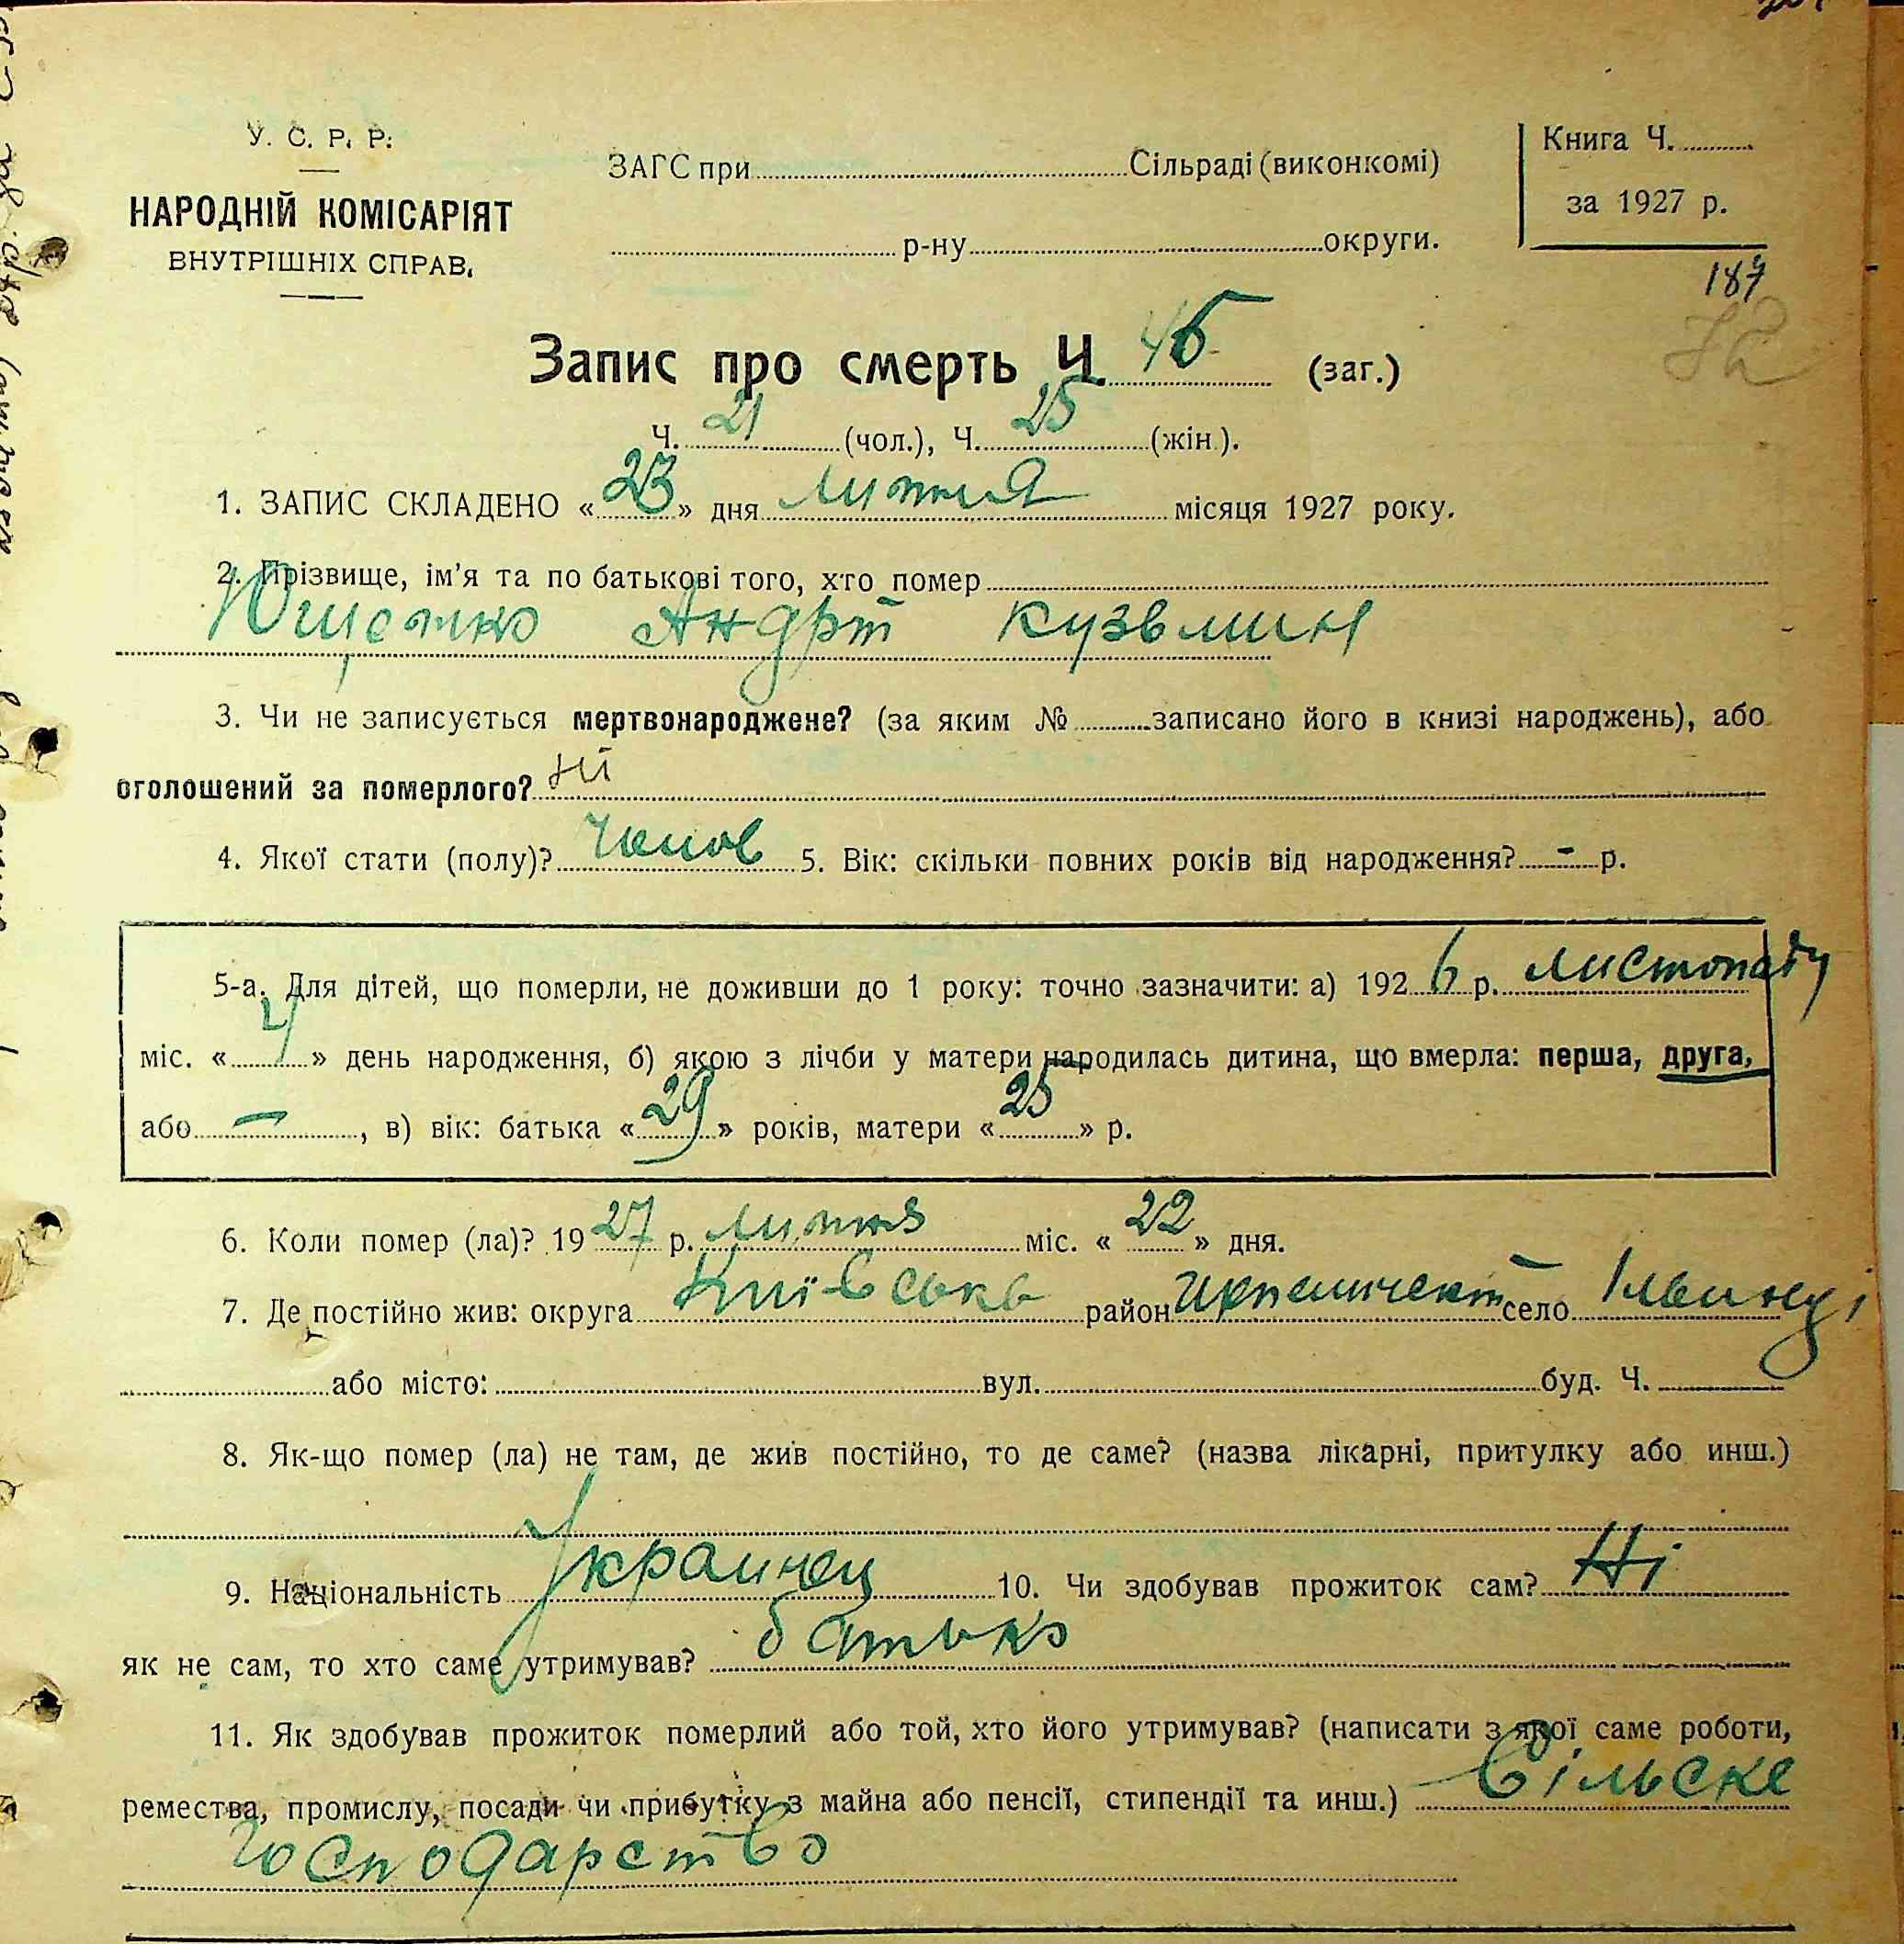 У. С. Р. Р.
НАРОДНІЙ КОМІСАРІЯТ
ВНУТРІШНІХ СПРАВ.
ЗАГС при Сільраді (виконкомі)
р-ну округи.
Книга Ч.
за 1927 р.
187
72
Запис про смерть Ч. 46 (заг.)
Ч. 21 (чол.), Ч. 25 (жін.).
1. ЗАПИС СКЛАДЕНО « 23 » дня липня місяця 1927 року.
2. Прізвище, ім'я та по батькові того, хто помер
Ющенко Андрій Кузьмин
3. Чи не записується мертвонароджене? (за яким № записано його в книзі народжень), або
оголошений за померлого? ні
4. Якої стати (полу)? 5. Вік: скільки повних років від народження? - р.
5-а. Для дітей, що померли, не доживши до 1 року: точно зазначити: а) 192 6 р. листопаду
міс. « 4 » день народження, б) якою з лічби у матери народилась дитина, що вмерла: перша, друга,
або — , в) вік: батька « 29 » років, матери « 25 » р.
6. Коли помер (ла)? 19 27 р. липня міс. « 22 » дня.
7. Де постійно жив: округа Київська район село
або місто: вул. буд. Ч.
8. Як-що помер (ла) не там, де жив постійно, то де саме? (назва лікарні, притулку або инш.)
9. Національність Украинец 10. Чи здобував прожиток сам? Ні
як не сам, то хто саме утримував? батько
11. Як здобував прожиток померлий або той, хто його утримував? (написати з якої саме роботи,
ремества, промислу, посади чи прибутку з майна або пенсії, стипендії та инш.) Сільске
господарство